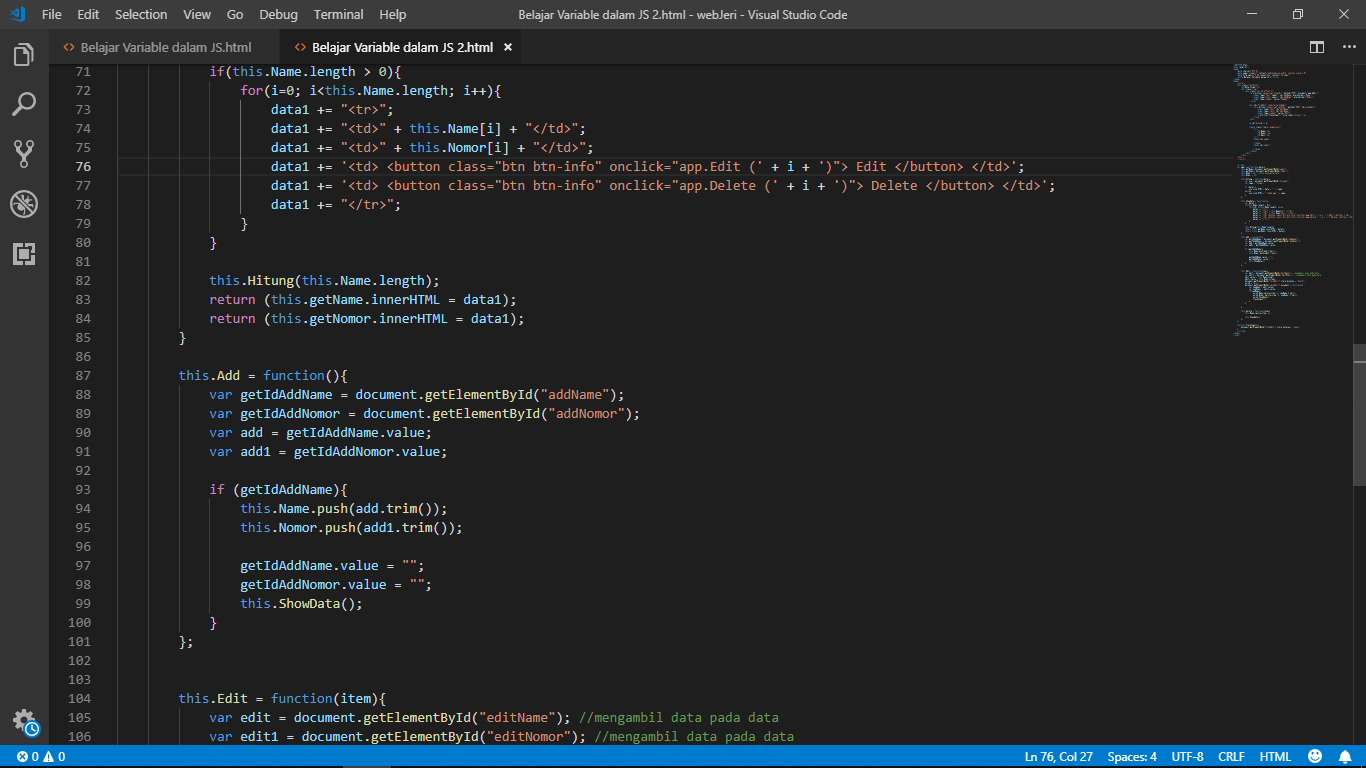 File Edit Selection View Go Debug Terminal Help Belajar Variable dalam JS 2.html - webJeri - Visual Studio Code
Belajar Variable dalam JS.html Belajar Variable dalam JS 2.html
71 if(this.Name.length > 0){
72 for(i=0; i<this.Name.length; i++){
73 data1 += "<tr>";
74 data1 += "<td>" + this.Name[i] + "</td>";
75 data1 += "<td>" + this.Nomor[i] + "</td>";
76 data1 += '<td> <button class="btn btn-info" onclick="app.Edit (' + i + ')"> Edit </button> </td>';
77 data1 += '<td> <button class="btn btn-info" onclick="app.Delete (' + i + ')"> Delete </button> </td>';
78 data1 += "</tr>";
79 }
80 }
81
82 this.Hitung(this.Name.length);
83 return (this.getName.innerHTML = data1);
84 return (this.getNomor.innerHTML = data1);
85 }
86
87 this.Add = function(){
88 var getIdAddName = document.getElementById("addName");
89 var getIdAddNomor = document.getElementById("addNomor");
90 var add = getIdAddName.value;
91 var add1 = getIdAddNomor.value;
92
93 if (getIdAddName){
94 this.Name.push(add.trim());
95 this.Nomor.push(add1.trim());
96
97 getIdAddName.value = "";
98 getIdAddNomor.value = "";
99 this.ShowData();
100 }
101 };
102
103
104 this.Edit = function(item){
105 var edit = document.getElementById("editName"); //mengambil data pada data
106 var edit1 = document.getElementById("editNomor"); //mengambil data pada data
0 0 Ln 76, Col 27 Spaces: 4 UTF-8 CRLF HTML